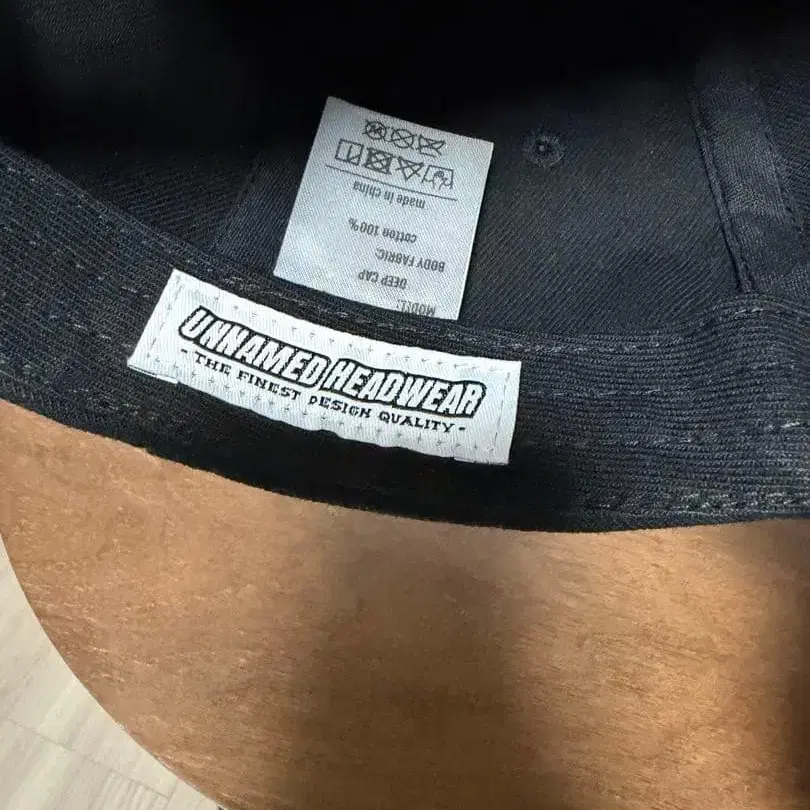 UNNAMED HEADWEAR
- THE FINEST DESIGN QUALITY -
MODEL:
DEEP CAP
BODY FABRIC:
cotton 100%
made in china